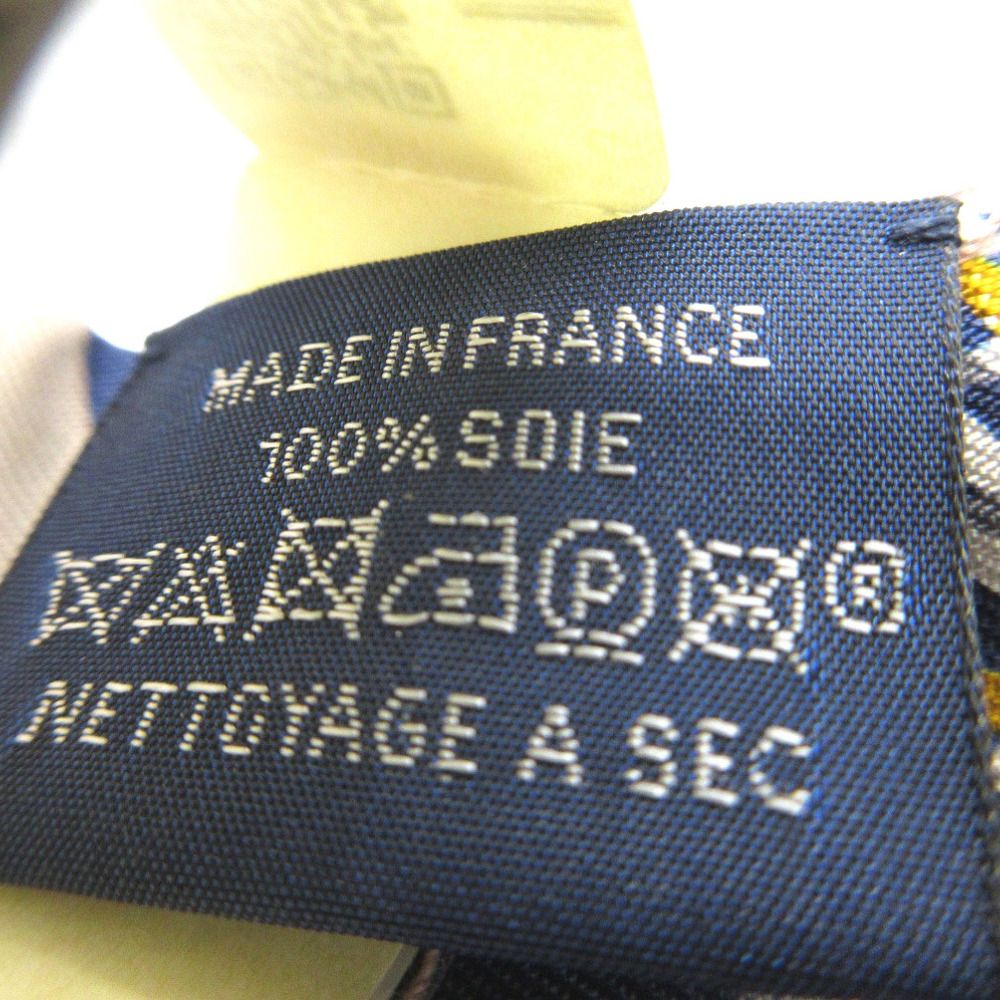 MADE IN FRANCE
100% SOIE
P
NETTOYAGE A SEC